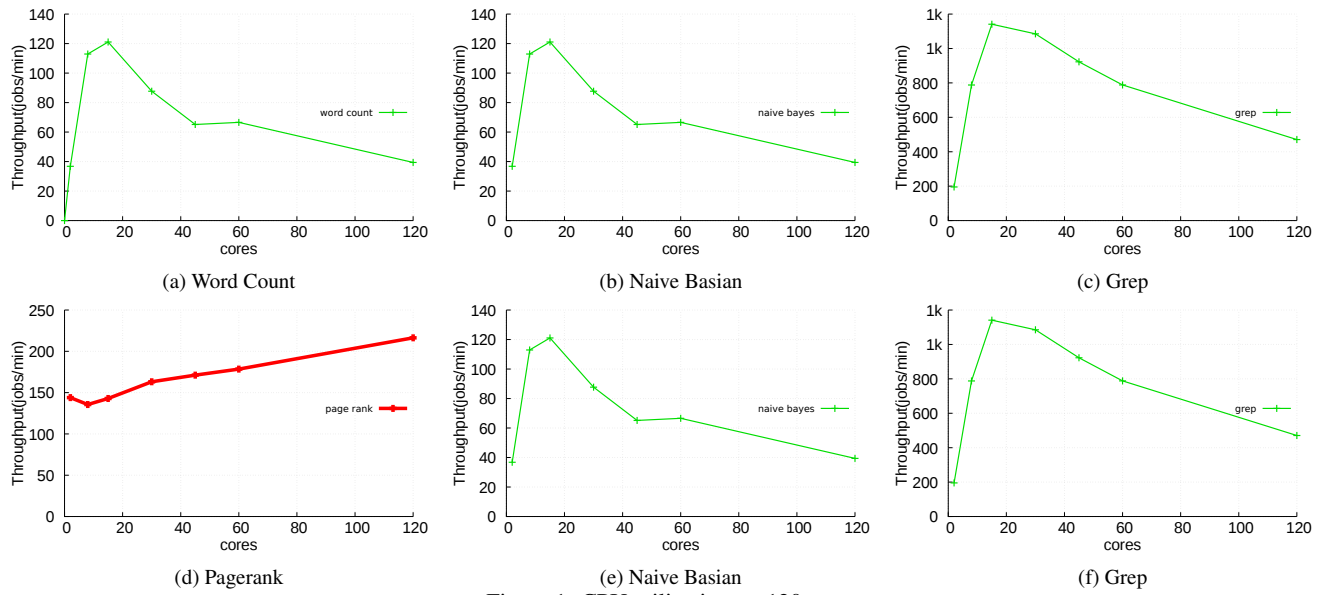 140
120
100
80
60
40
20
0
Throughput(jobs/min)
word count
0 20 40 60 80 100 120
cores
(a) Word Count
140
120
100
80
60
40
20
0
Throughput(jobs/min)
naive bayes
0 20 40 60 80 100 120
cores
(b) Naive Basian
1k
1k
800
600
400
200
0
Throughput(jobs/min)
grep
0 20 40 60 80 100 120
cores
(c) Grep
250
200
150
100
50
0
Throughput(jobs/min)
page rank
0 20 40 60 80 100 120
cores
(d) Pagerank
140
120
100
80
60
40
20
0
Throughput(jobs/min)
naive bayes
0 20 40 60 80 100 120
cores
(e) Naive Basian
1k
1k
800
600
400
200
0
Throughput(jobs/min)
grep
0 20 40 60 80 100 120
cores
(f) Grep